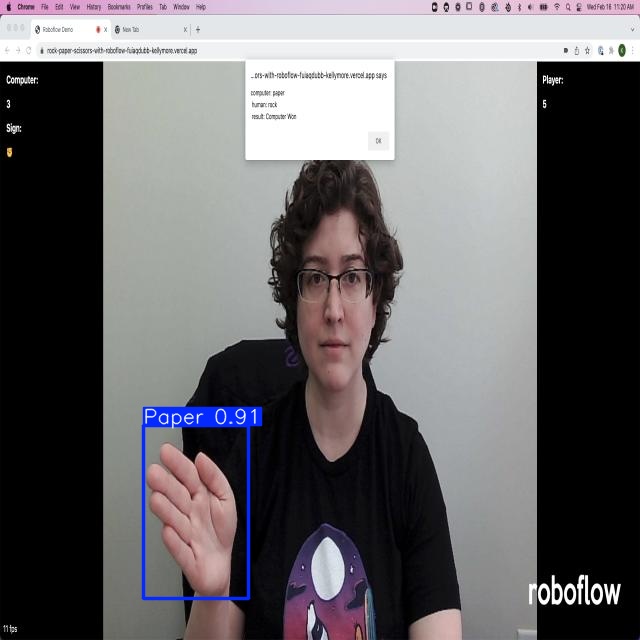 Chrome File Edit View History Bookmarks Profiles Tab Window Help
Wed Feb 16 11:20 AM
Roboflow Demo
New Tab
rock-paper-scissors-with-roboflow-fuiaqdubb-kellymore.vercel.app
...ors-with-roboflow-fuiaqdubb-kellymore.vercel.app says
computer: paper
human: rock
result: Computer Won
OK
Computer:
3
Sign:
Player:
5
Paper 0.91
roboflow
11 fps